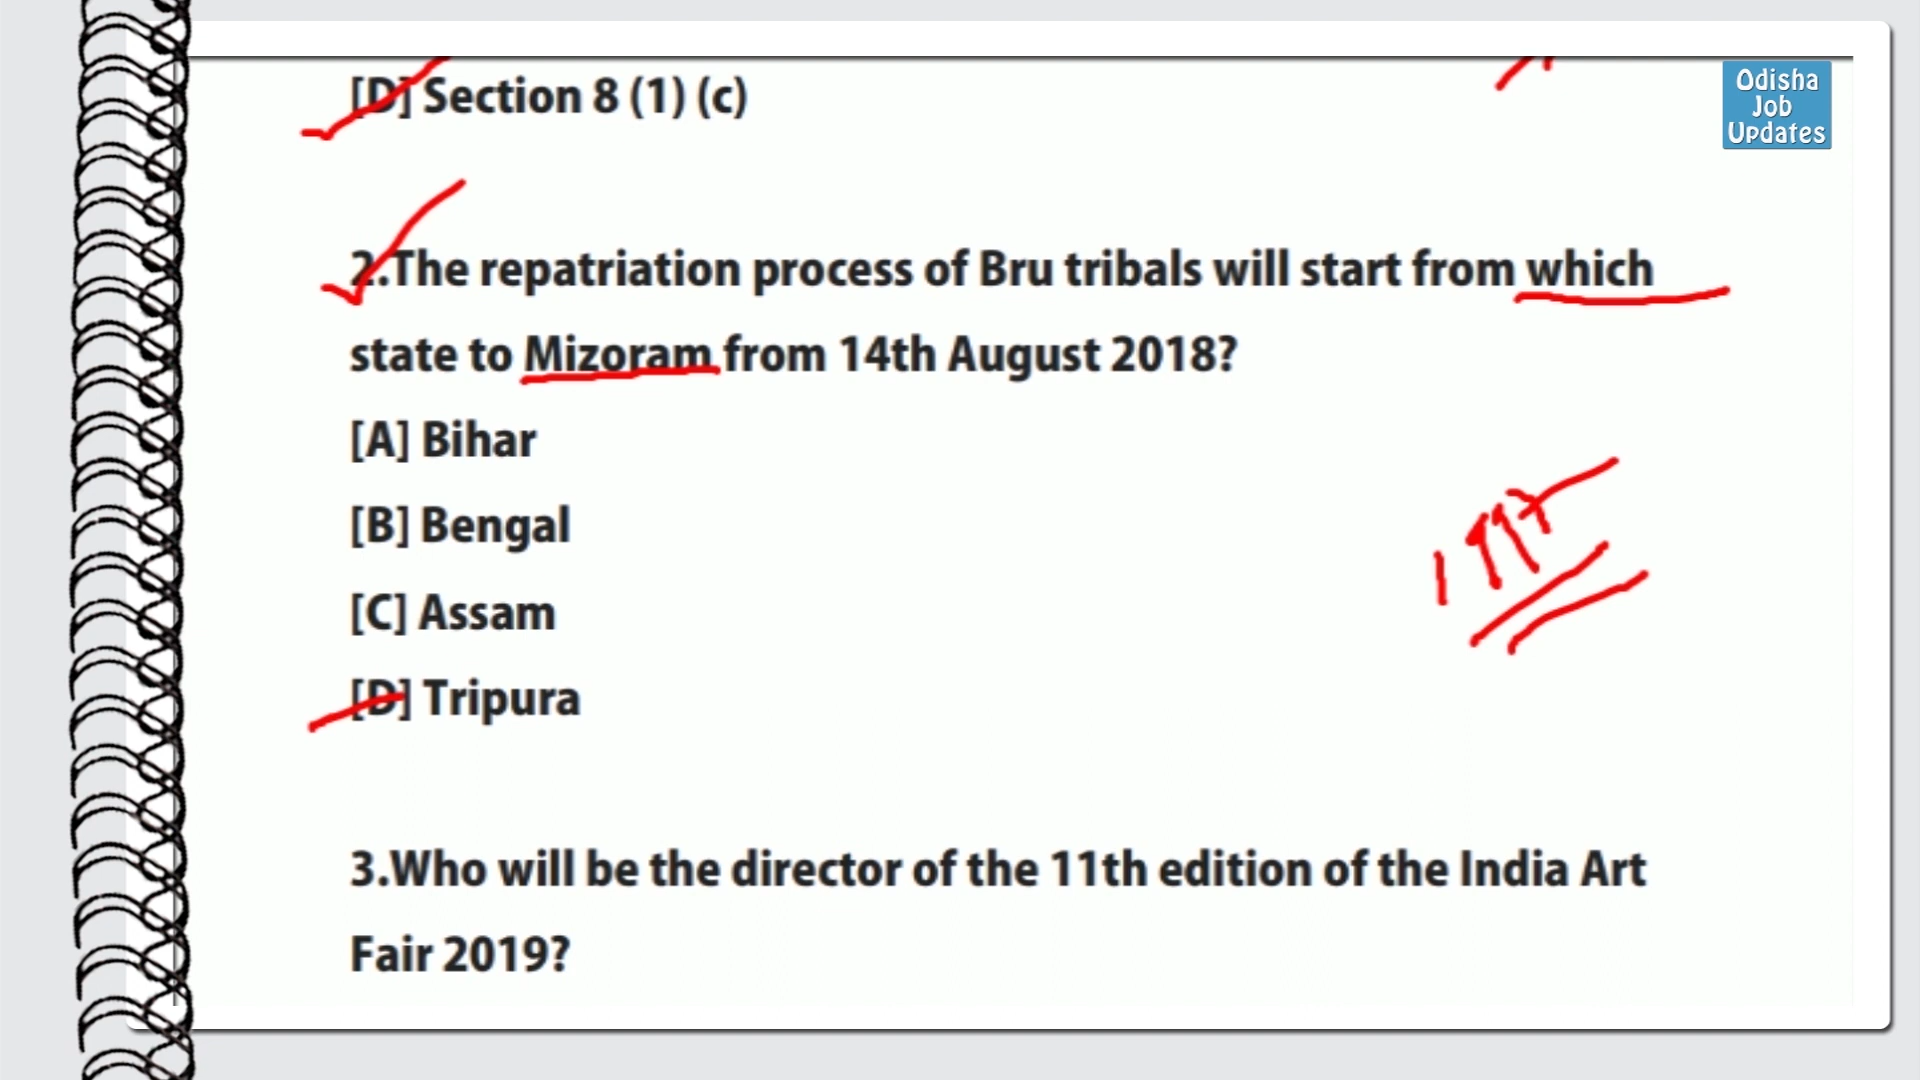 [D] Section 8 (1) (c)
Odisha
Job
Updates
2.The repatriation process of Bru tribals will start from which
state to Mizoram from 14th August 2018?
[A] Bihar
[B] Bengal
[C] Assam
[D] Tripura
1997
3.Who will be the director of the 11th edition of the India Art
Fair 2019?